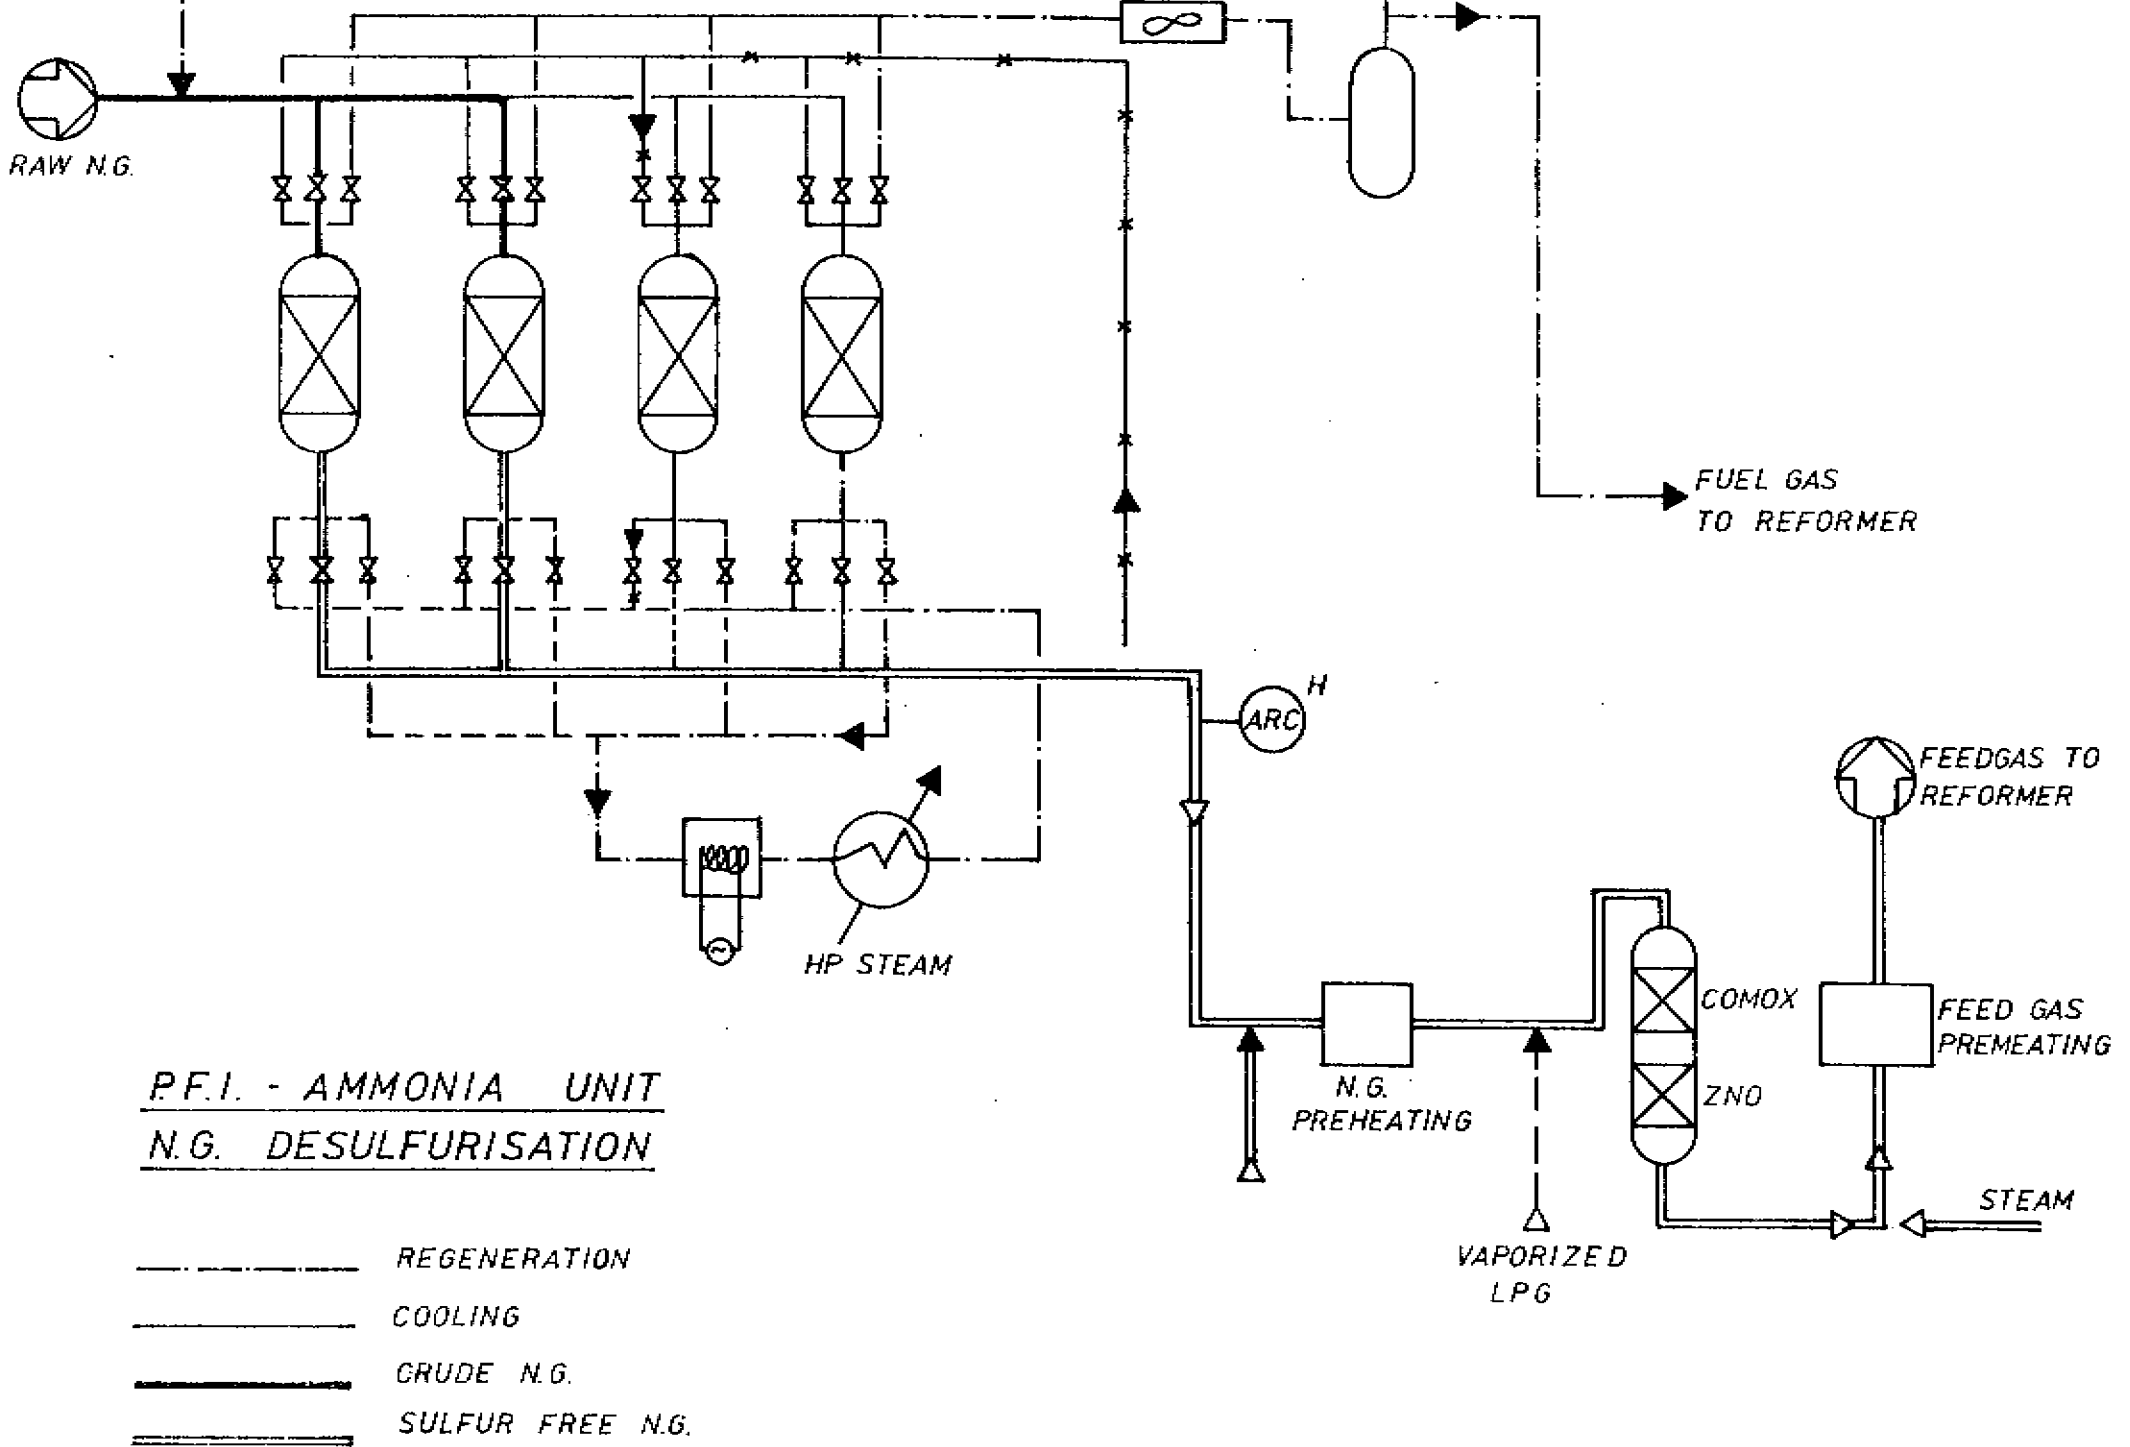 RAW N.G.
FUEL GAS
TO REFORMER
H
ARC
FEEDGAS TO
REFORMER
HP STEAM
COMOX
FEED GAS
PREMEATING
N.G.
PREHEATING
ZNO
STEAM
VAPORIZED
LPG
P.F.I. - AMMONIA UNIT
N.G. DESULFURISATION
REGENERATION
COOLING
CRUDE N.G.
SULFUR FREE N.G.